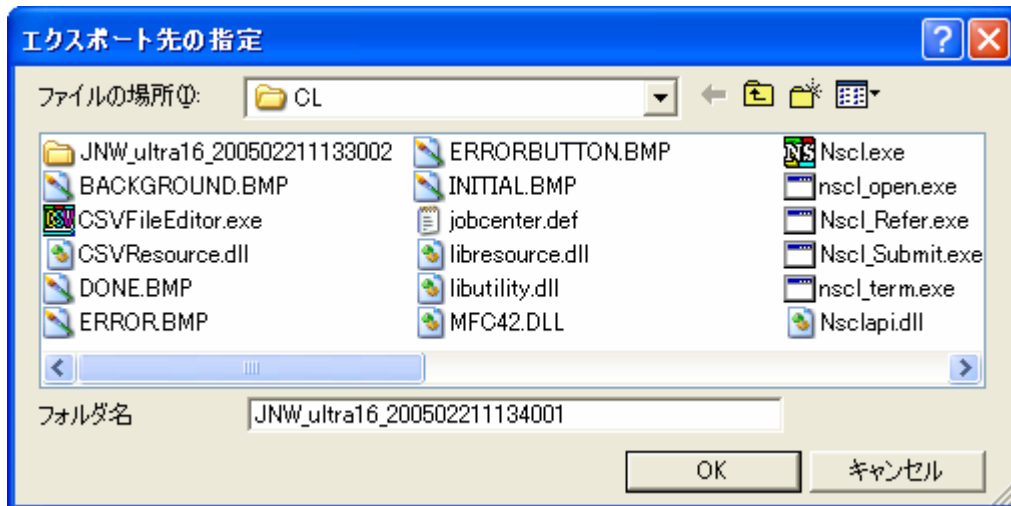 エクスポート先の指定
ファイルの場所(I):
CL
JNW_ultra16_200502211133002
BACKGROUND.BMP
CSVFileEditor.exe
CSVResource.dll
DONE.BMP
ERROR.BMP
ERRORBUTTON.BMP
INITIAL.BMP
jobcenter.def
libresource.dll
libutility.dll
MFC42.DLL
Nscl.exe
nscl_open.exe
Nscl_Refer.exe
Nscl_Submit.exe
nscl_term.exe
Nsclapi.dll
フォルダ名
JNW_ultra16_200502211134001
OK
キャンセル